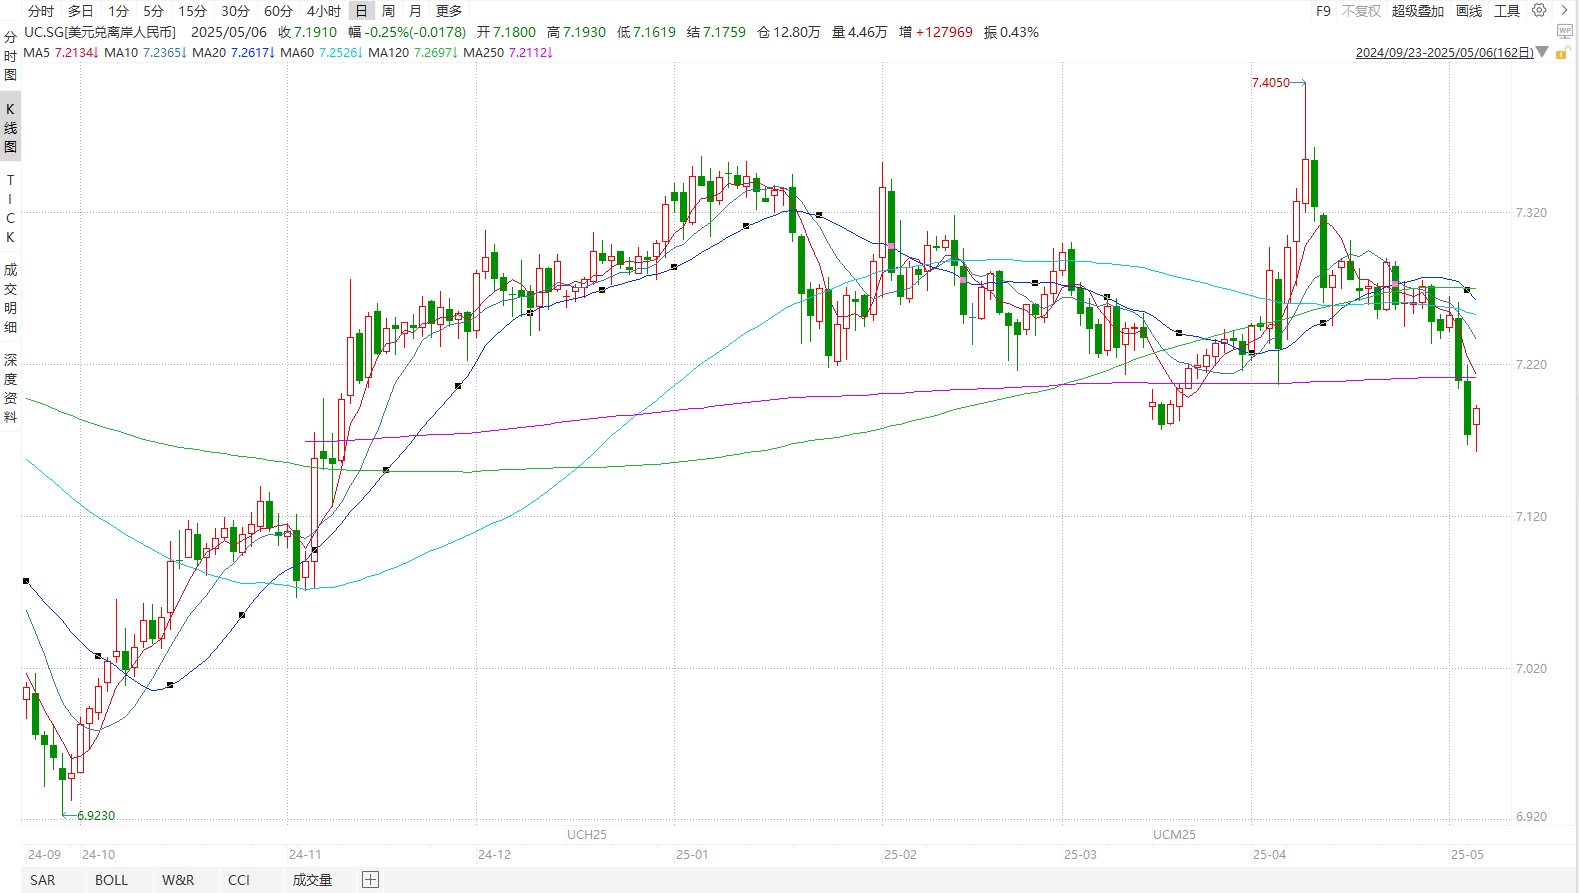 分时 多日 1分 5分 15分 30分 60分 4小时 日 周 月 更多 F9 不复权 超级叠加 画线 工具
UC.SG[美元兑离岸人民币] 2025/05/06 收 7.1910 幅 -0.25%(-0.0178) 开 7.1800 高 7.1930 低 7.1619 结 7.1759 仓 12.80万 量 4.46万 增 +127969 振 0.43% WP
MA5 7.2134↓ MA10 7.2365↓ MA20 7.2617↓ MA60 7.2526↓ MA120 7.2697↓ MA250 7.2112↓ 2024/09/23-2025/05/06(162日)
分时图
K线图
TICK
成交明细
深度资料
7.4050
7.320
7.220
7.120
7.020
6.9230
6.920
UCH25 UCM25
24-09 24-10 24-11 24-12 25-01 25-02 25-03 25-04 25-05
SAR BOLL W&R CCI 成交量